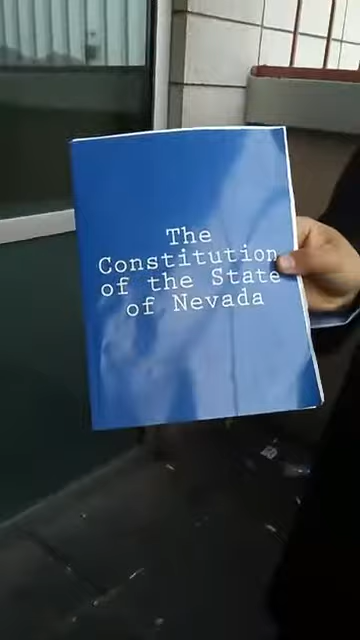 The
Constitution
of the State
of Nevada